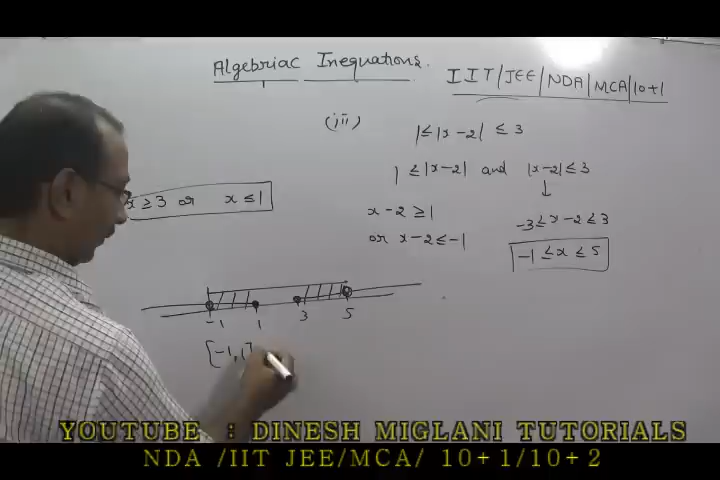 Algebriac Inequations.
IIT/JEE/NDA/MCA/10+1
(iii) 1≤|x-2| ≤ 3
1 ≤|x-2| and |x-2|≤3
↓
x-2 ≥ 1
-3≤x-2≤3
or x-2≤-1
-1 ≤x ≤ 5
x ≥ 3 or x ≤ 1
-1 1 3 5
[-1,1]
YOUTUBE : DINESH MIGLANI TUTORIALS
NDA /IIT JEE/MCA/ 10+1/10+2